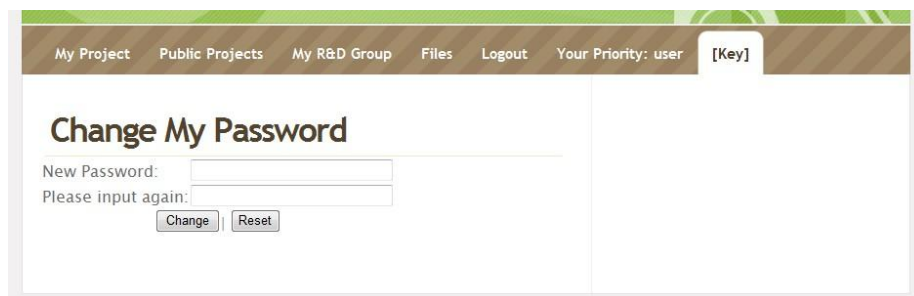 My Project Public Projects My R&D Group Files Logout Your Priority: user [Key]
Change My Password
New Password:
Please input again:
Change | Reset